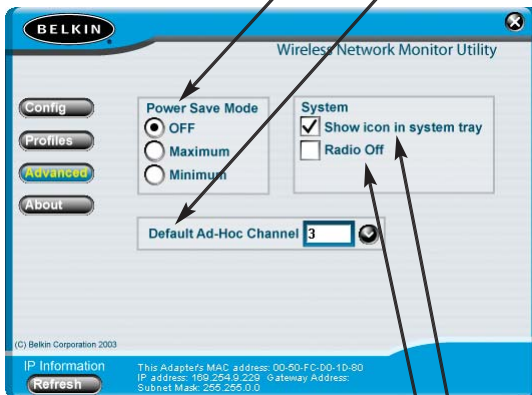 BELKIN
Wireless Network Monitor Utility
Config
Profiles
Advanced
About
Power Save Mode
OFF
Maximum
Minimum
System
Show icon in system tray
Radio Off
Default Ad-Hoc Channel 3
(C) Belkin Corporation 2003
IP Information
Refresh
This Adapter's MAC address: 00-50-FC-D0-1D-80
IP address: 169.254.9.229 Gateway Address:
Subnet Mask: 255.255.0.0